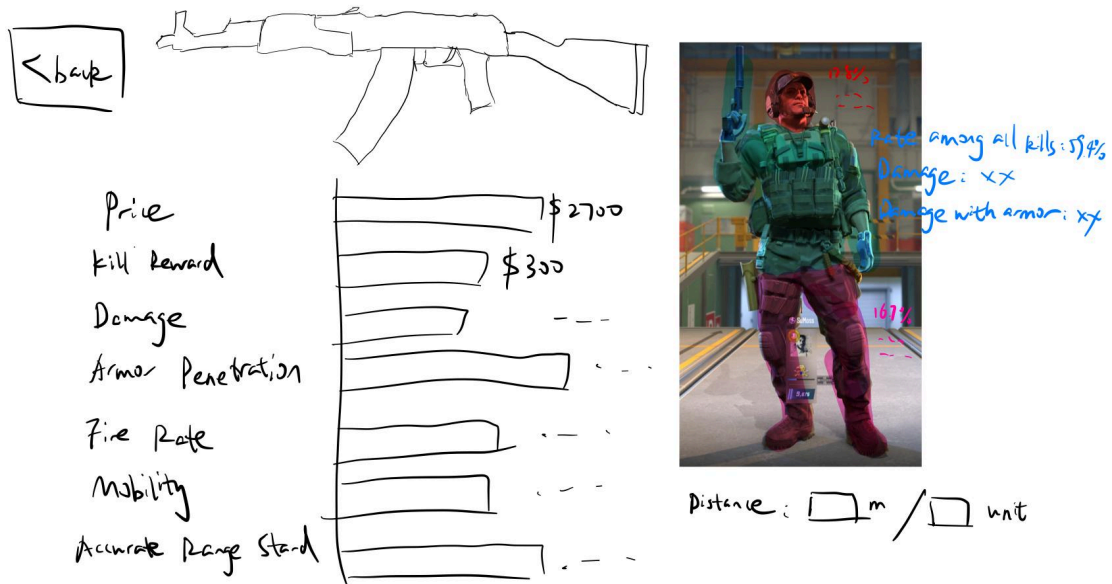 <back
Price
$2700
Kill Reward
$300
Damage
Armor Penetration
Fire Rate
Mobility
Accurate Range Stand
Rate among all kills: 59.4%
Damage: xx
Damage with armor: xx
Distance: m / unit